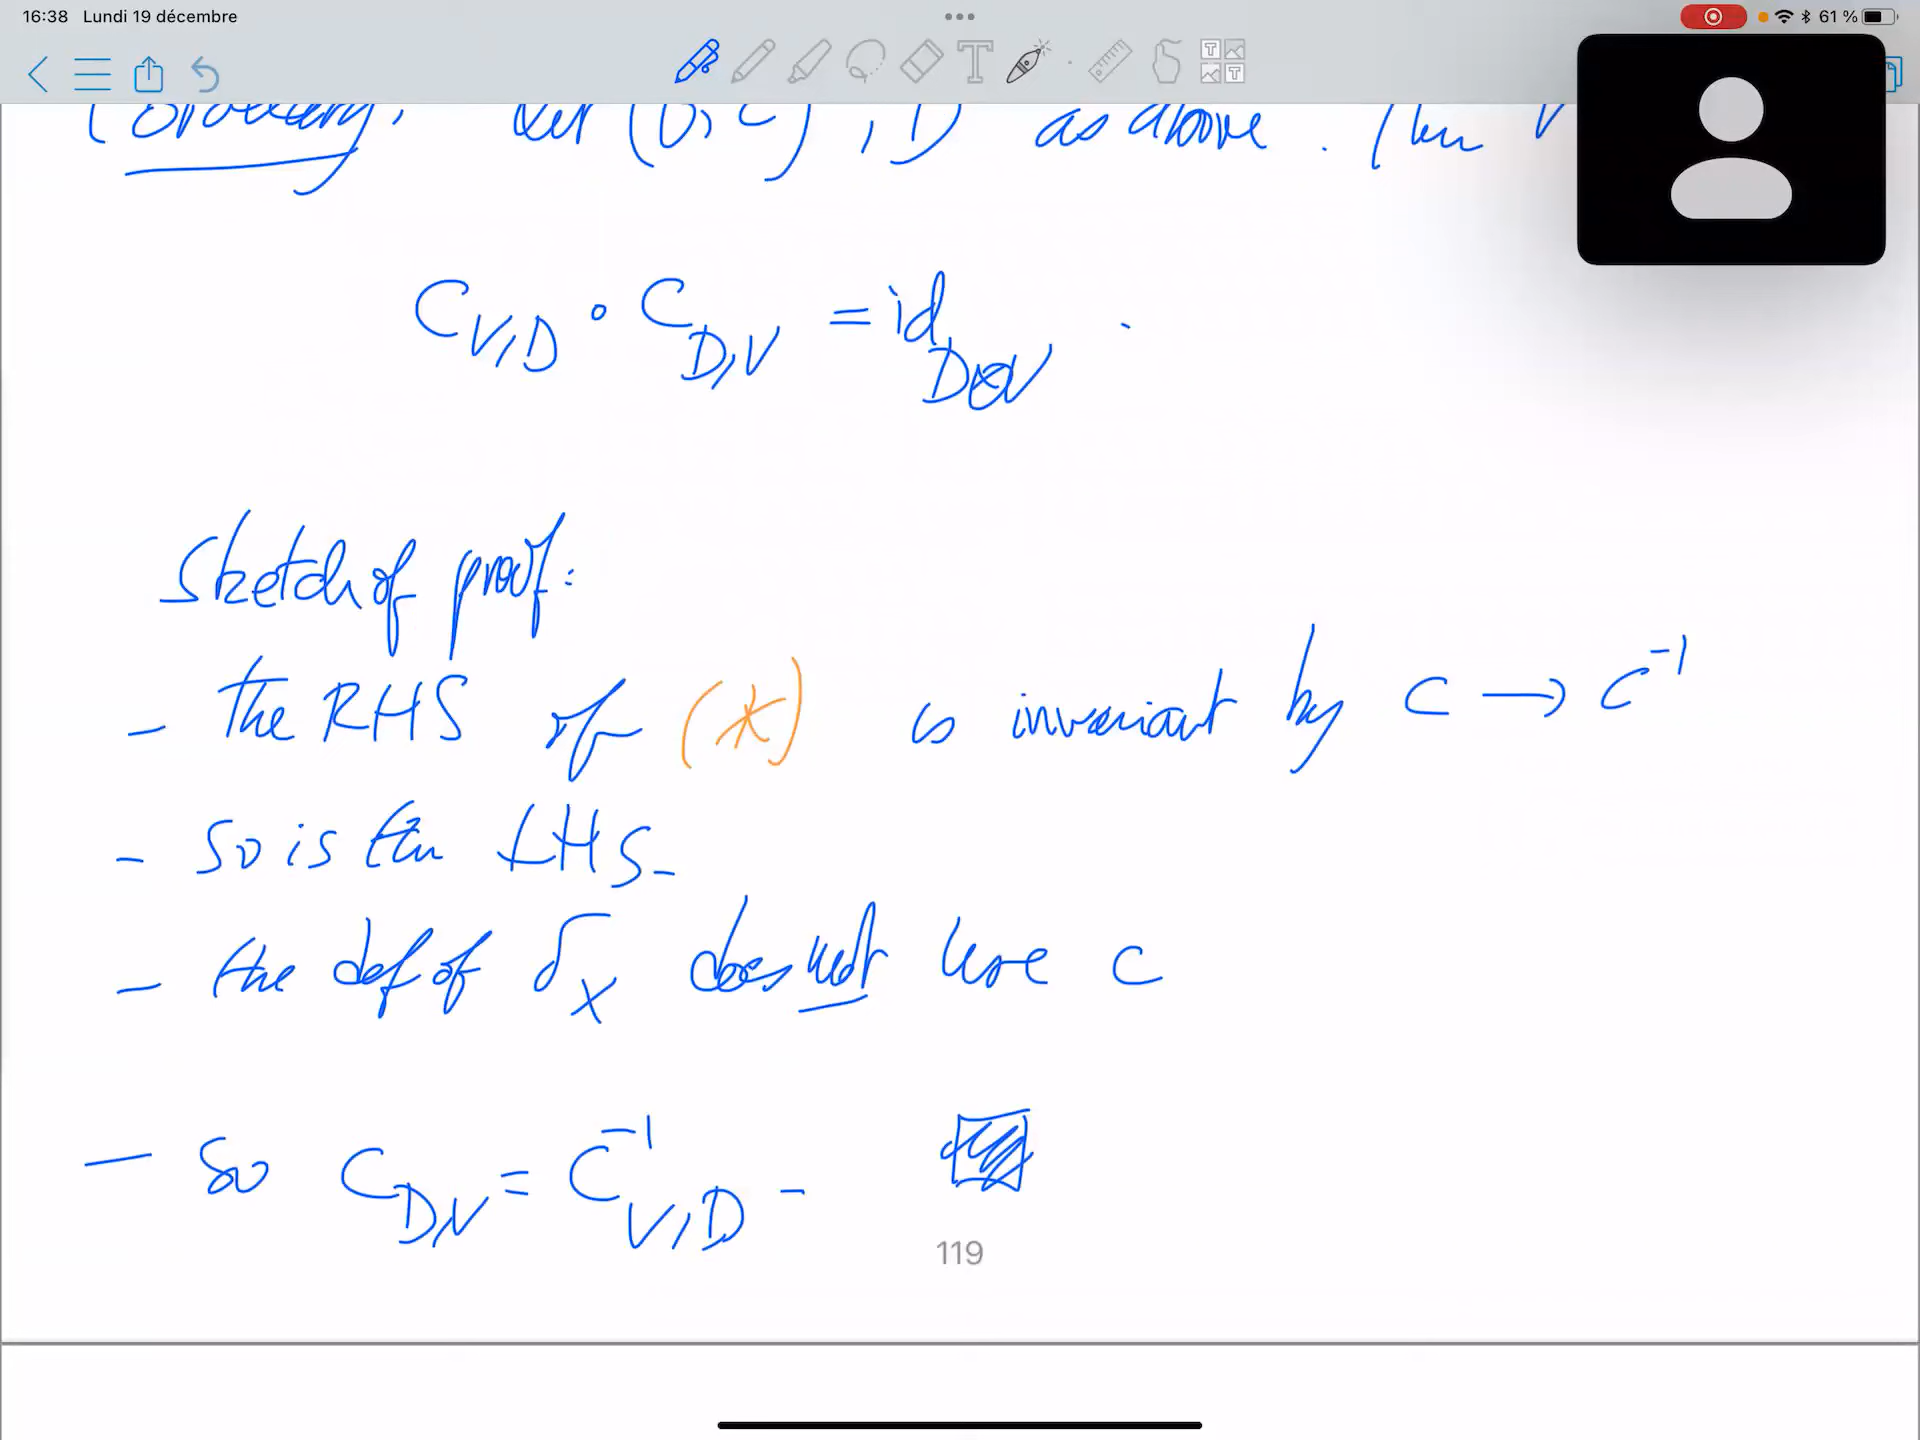 16:38 Lundi 19 décembre
61 %
Corollary: Let (V, c), D as above. Then V
C_{V,D} ∘ C_{D,V} = id_{D⊗V} .
Sketch of proof:
- the RHS of (*) is invariant by c → c^{-1}
- so is the LHS -
- the def of δ_X does not use c
- So C_{D,V} = C^{-1}_{V,D} -
119